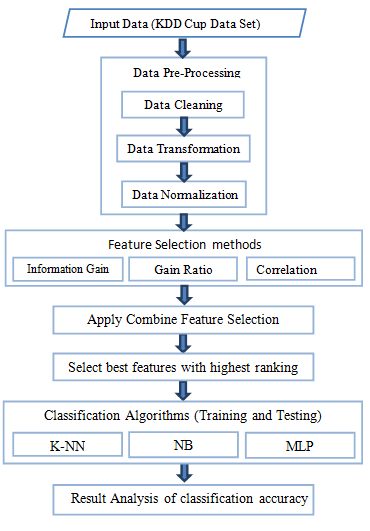 Input Data (KDD Cup Data Set)
Data Pre-Processing
Data Cleaning
Data Transformation
Data Normalization
Feature Selection methods
Information Gain
Gain Ratio
Correlation
Apply Combine Feature Selection
Select best features with highest ranking
Classification Algorithms (Training and Testing)
K-NN
NB
MLP
Result Analysis of classification accuracy